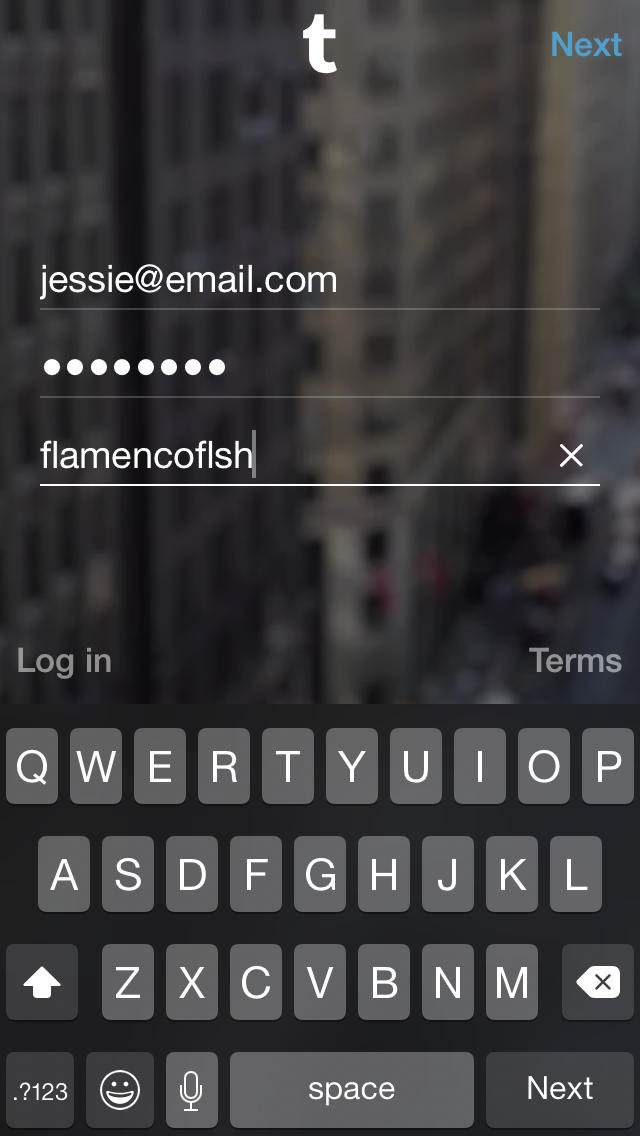 t Next
jessie@email.com
••••••••
flamencoflsh
Log in Terms
Q W E R T Y U I O P
A S D F G H J K L
Z X C V B N M
.?123 space Next